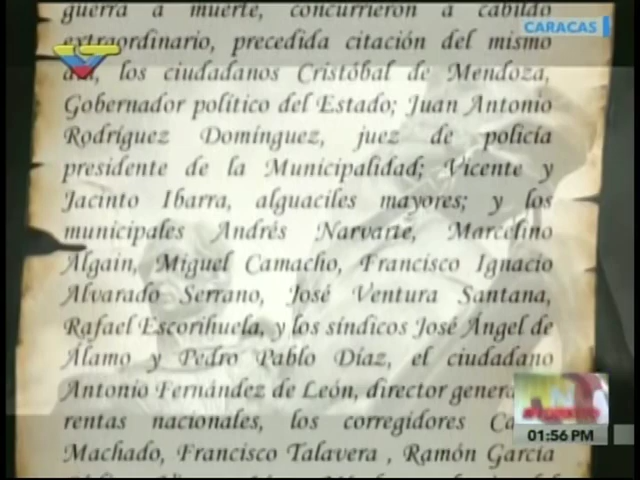 guerra a muerte, concurrieron a cabildo
extraordinario, precedida citación del mismo
día, los ciudadanos Cristóbal de Mendoza,
Gobernador político del Estado; Juan Antonio
Rodríguez Domínguez, juez de policía
presidente de la Municipalidad; Vicente y
Jacinto Ibarra, alguaciles mayores; y los
municipales Andrés Narvarte, Marcelino
Algain, Miguel Camacho, Francisco Ignacio
Alvarado Serrano, José Ventura Santana,
Rafael Escorihuela, y los síndicos José Ángel de
Álamo y Pedro Pablo Díaz, el ciudadano
Antonio Fernández de León, director general
rentas nacionales, los corregidores
Machado, Francisco Talavera , Ramón García
CARACAS
01:56 PM